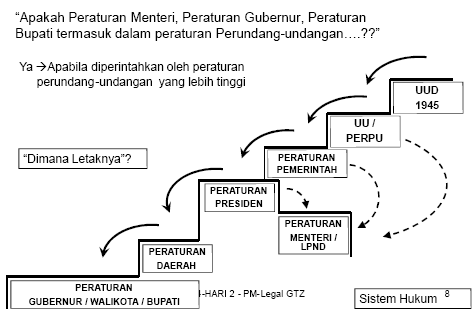 “Apakah Peraturan Menteri, Peraturan Gubernur, Peraturan
Bupati termasuk dalam peraturan Perundang-undangan….??”
Ya → Apabila diperintahkan oleh peraturan
perundang-undangan yang lebih tinggi
UUD
1945
UU /
PERPU
“Dimana Letaknya”?
PERATURAN
PEMERINTAH
PERATURAN
PRESIDEN
PERATURAN
MENTERI /
LPND
PERATURAN
DAERAH
PERATURAN
GUBERNUR / WALIKOTA / BUPATI
-HARI 2 - PM-Legal GTZ
Sistem Hukum 8